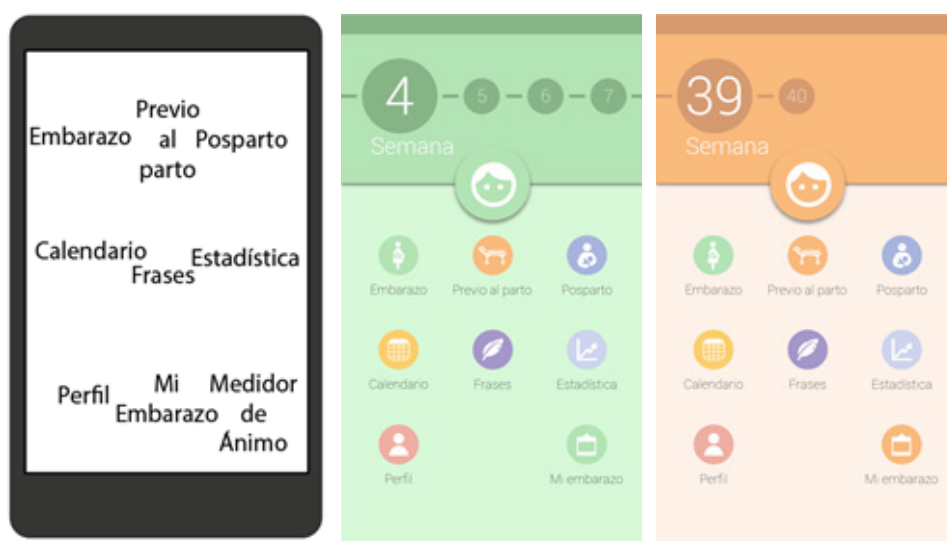 Previo
Embarazo al Posparto
parto
Calendario Estadística
Frases
Perfil Mi Medidor
Embarazo de
Ánimo
4 5 6 7
Semana
Embarazo Previo al parto Posparto
Calendario Frases Estadística
Perfil Mi embarazo
39 40
Semana
Embarazo Previo al parto Posparto
Calendario Frases Estadística
Perfil Mi embarazo